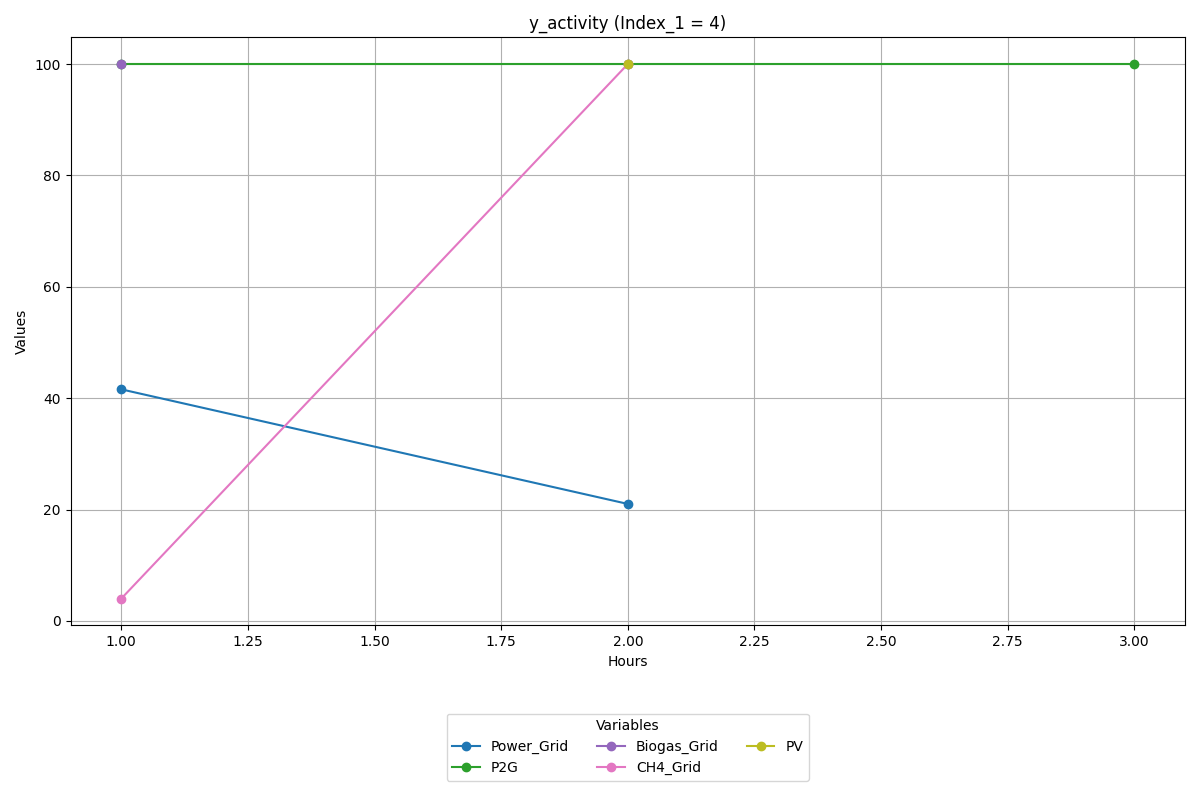 y_activity (Index_1 = 4)
100
80
60
40
20
0
Values
1.00 1.25 1.50 1.75 2.00 2.25 2.50 2.75 3.00
Hours
Variables
Power_Grid Biogas_Grid PV
P2G CH4_Grid